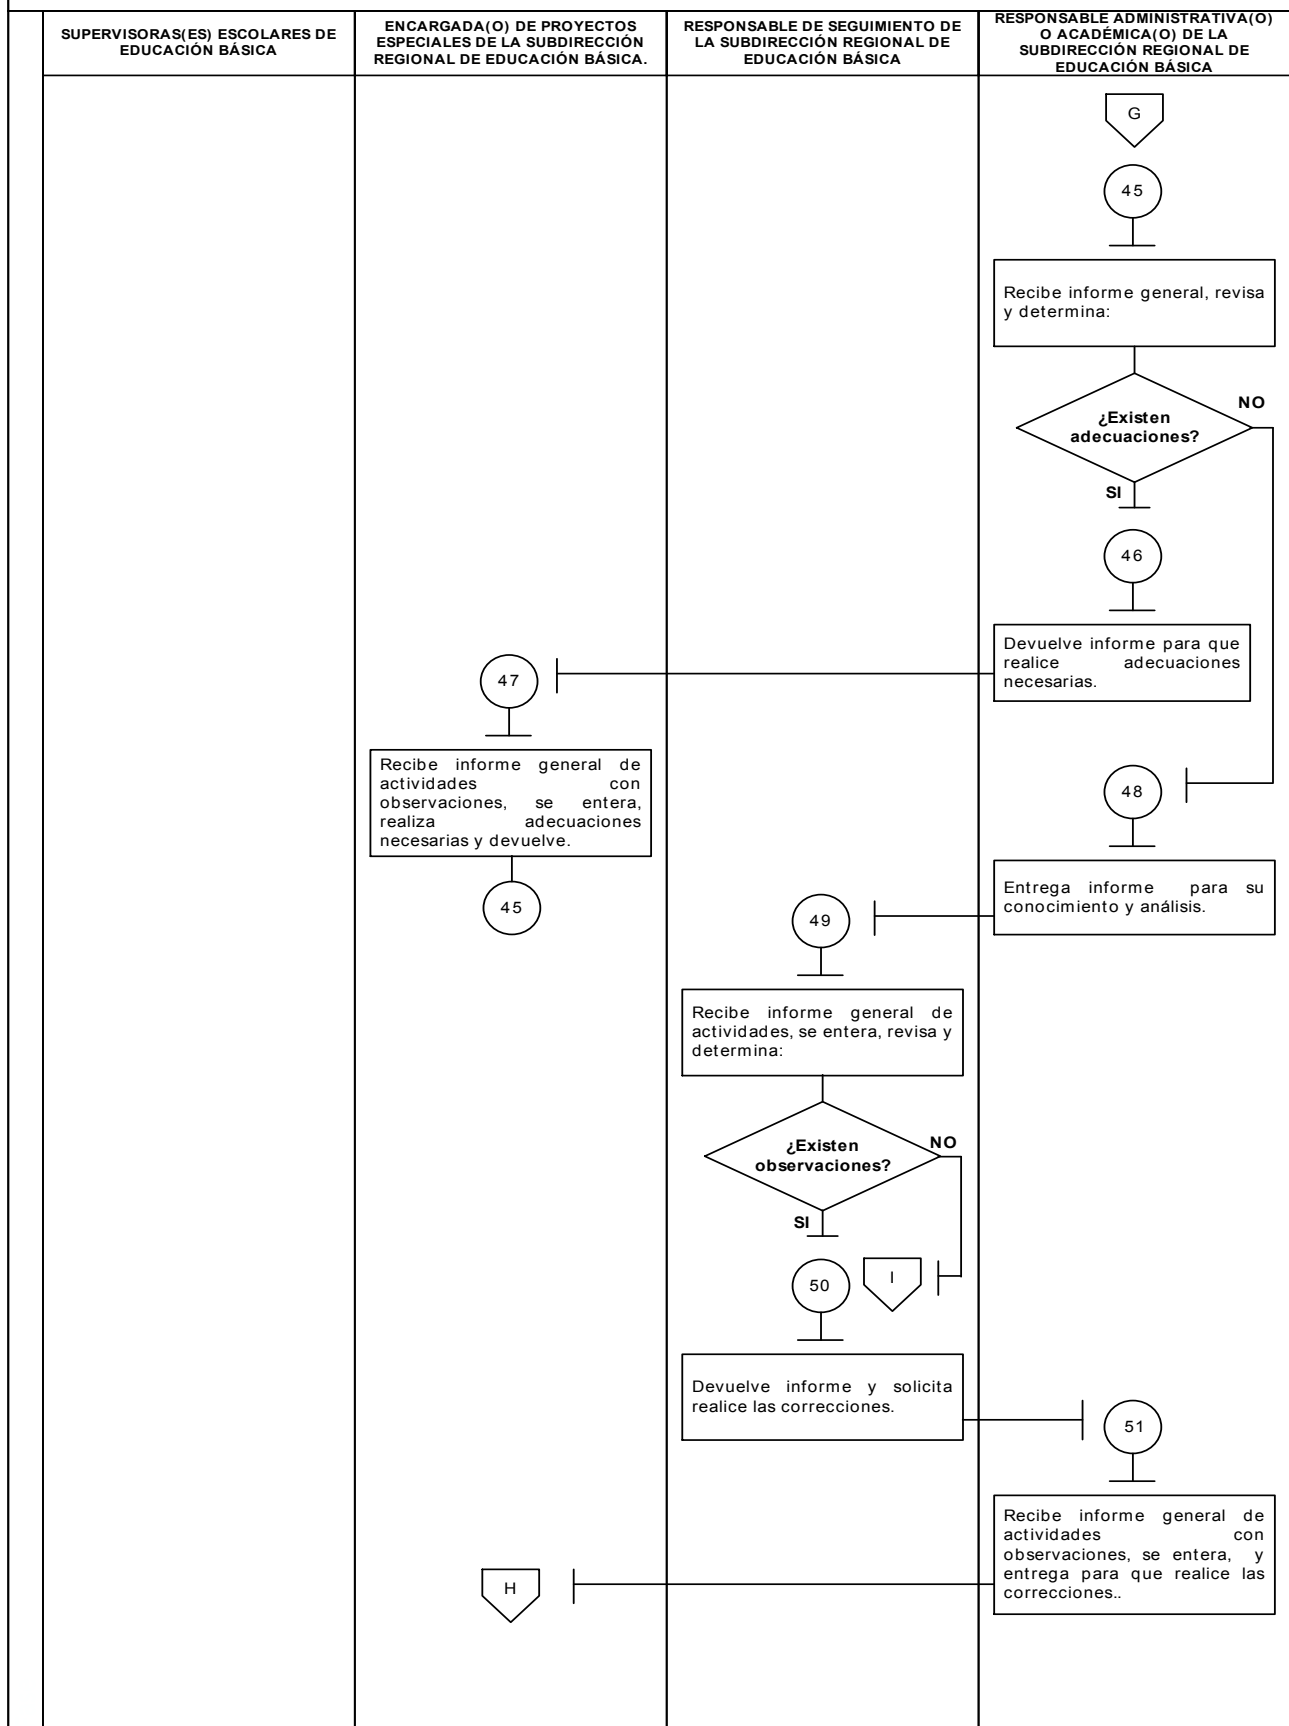 SUPERVISORAS(ES) ESCOLARES DE
EDUCACIÓN BÁSICA
ENCARGADA(O) DE PROYECTOS
ESPECIALES DE LA SUBDIRECCIÓN
REGIONAL DE EDUCACIÓN BÁSICA.
RESPONSABLE DE SEGUIMIENTO DE
LA SUBDIRECCIÓN REGIONAL DE
EDUCACIÓN BÁSICA
RESPONSABLE ADMINISTRATIVA(O)
O ACADÉMICA(O) DE LA
SUBDIRECCIÓN REGIONAL DE
EDUCACIÓN BÁSICA
G
45
Recibe informe general, revisa
y determina:
¿Existen
adecuaciones?
NO
SI
46
Devuelve informe para que
realice adecuaciones
necesarias.
47
Recibe informe general de
actividades con
observaciones, se entera,
realiza adecuaciones
necesarias y devuelve.
45
48
Entrega informe para su
conocimiento y análisis.
49
Recibe informe general de
actividades, se entera, revisa y
determina:
¿Existen
observaciones?
NO
SI
50
I
Devuelve informe y solicita
realice las correcciones.
51
Recibe informe general de
actividades con
observaciones, se entera, y
entrega para que realice las
correcciones..
H